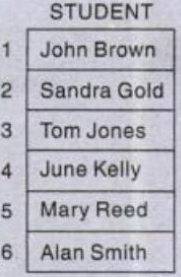 STUDENT
1 John Brown
2 Sandra Gold
3 Tom Jones
4 June Kelly
5 Mary Reed
6 Alan Smith